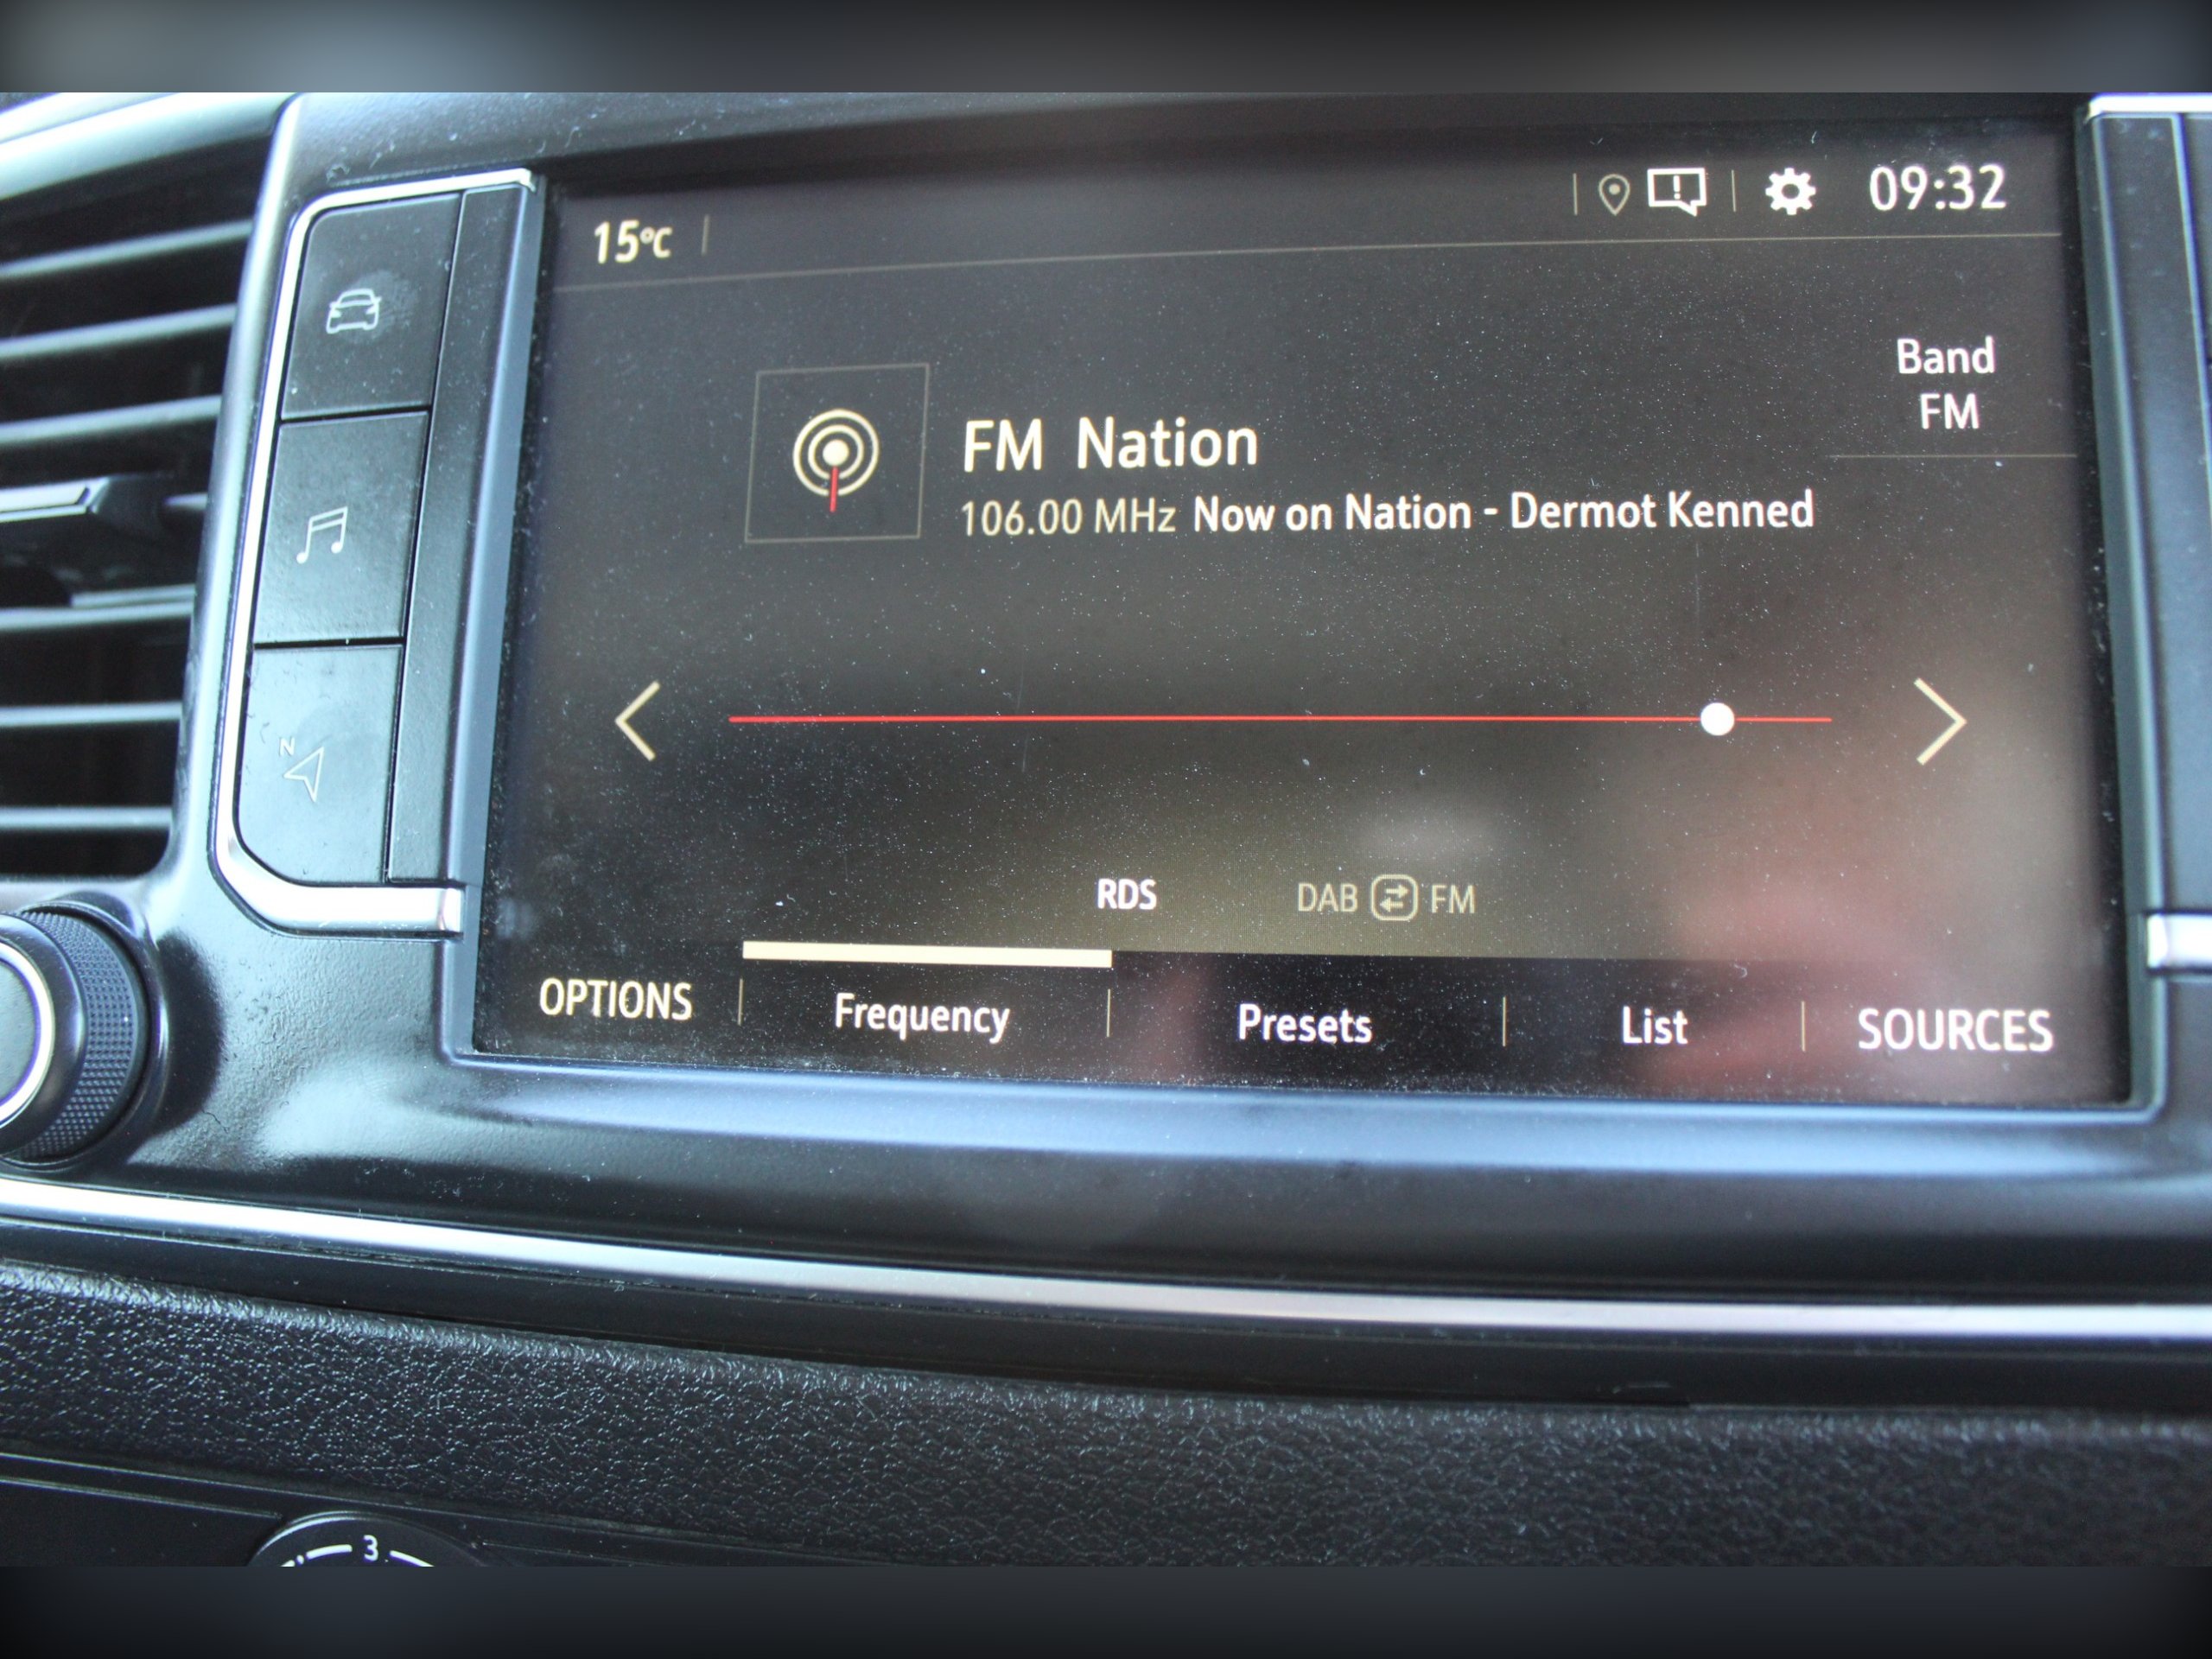 15°C
09:32
Band
FM
FM Nation
106.00 MHz Now on Nation - Dermot Kenned
N
RDS
DAB FM
OPTIONS
Frequency
Presets
List
SOURCES
3